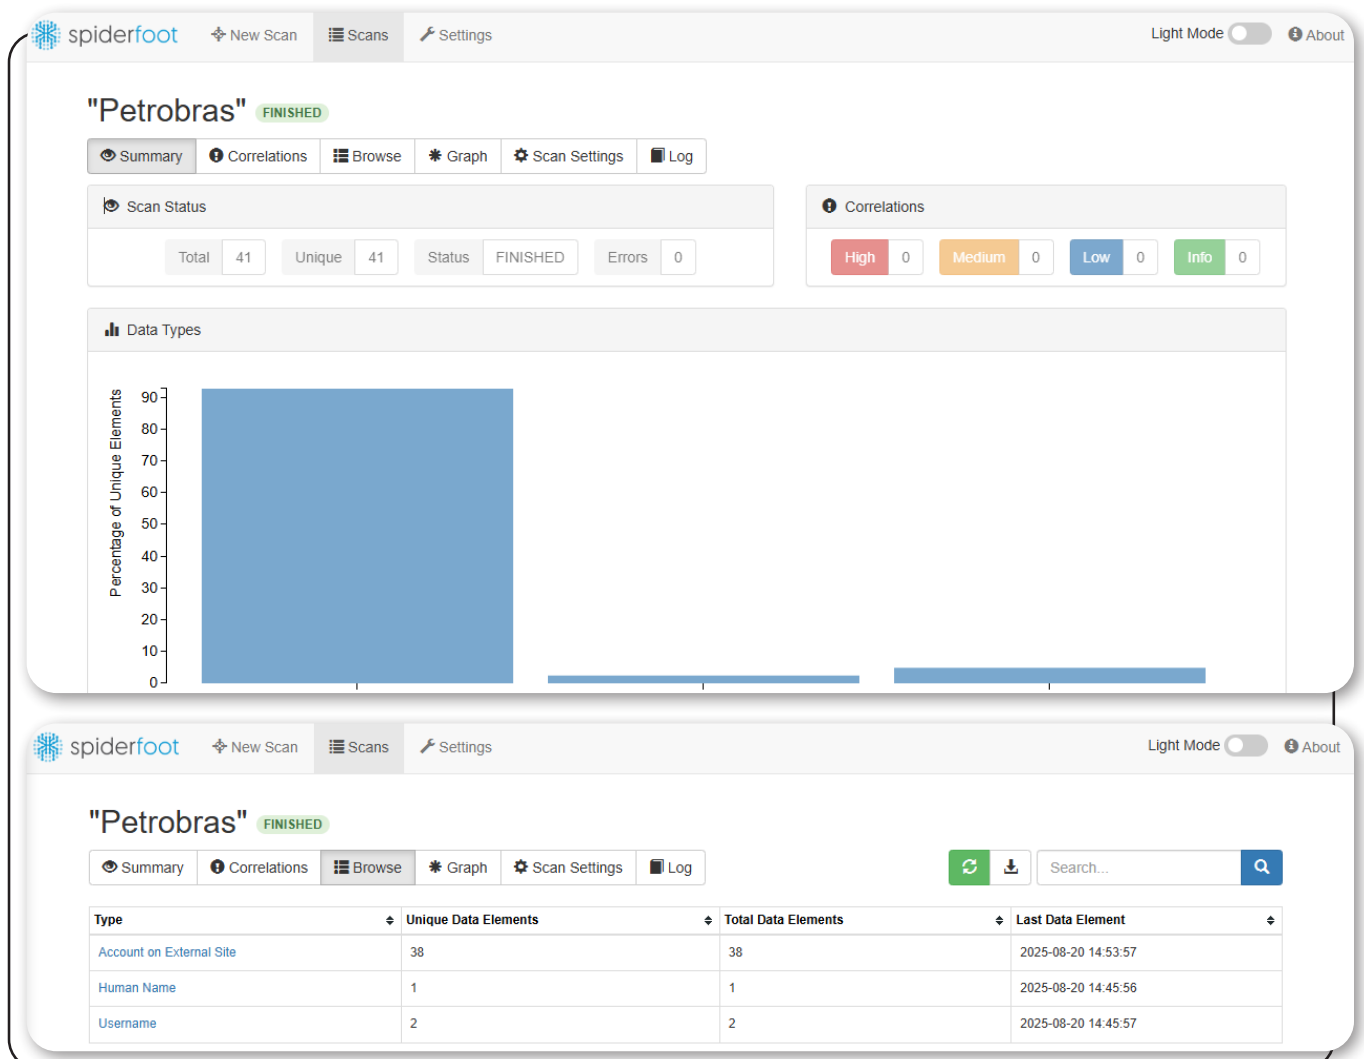 spiderfoot New Scan Scans Settings Light Mode About
"Petrobras" FINISHED
Summary Correlations Browse Graph Scan Settings Log
Scan Status
Total 41 Unique 41 Status FINISHED Errors 0
Correlations
High 0 Medium 0 Low 0 Info 0
Data Types
Percentage of Unique Elements
90
80
70
60
50
40
30
20
10
0
spiderfoot New Scan Scans Settings Light Mode About
"Petrobras" FINISHED
Summary Correlations Browse Graph Scan Settings Log Search...
Type Unique Data Elements Total Data Elements Last Data Element
Account on External Site 38 38 2025-08-20 14:53:57
Human Name 1 1 2025-08-20 14:45:56
Username 2 2 2025-08-20 14:45:57